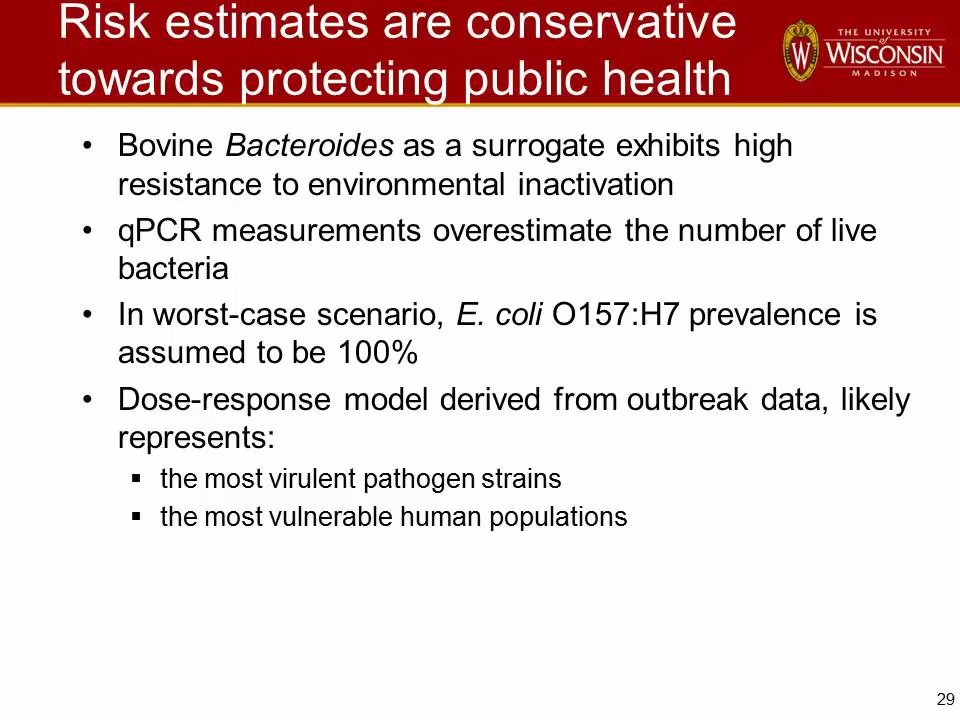 Risk estimates are conservative
towards protecting public health
THE UNIVERSITY
of
WISCONSIN
MADISON
• Bovine Bacteroides as a surrogate exhibits high
resistance to environmental inactivation
• qPCR measurements overestimate the number of live
bacteria
• In worst-case scenario, E. coli O157:H7 prevalence is
assumed to be 100%
• Dose-response model derived from outbreak data, likely
represents:
▪ the most virulent pathogen strains
▪ the most vulnerable human populations
29